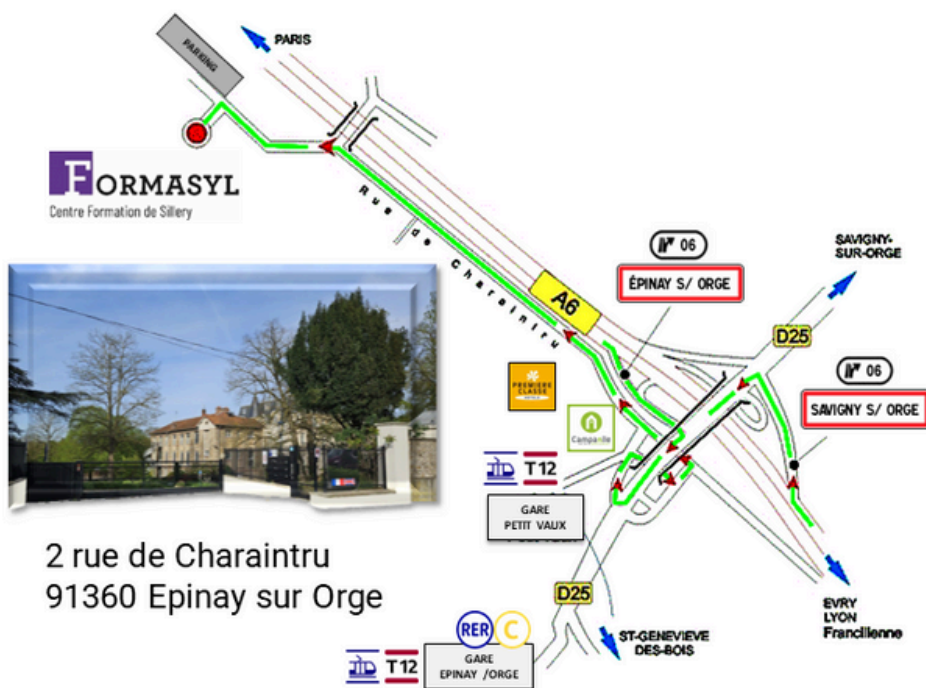 PARKING
PARIS
FORMASYL
Centre Formation de Sillery
Rue de Charaintru
A6
06
ÉPINAY S/ ORGE
SAVIGNY-
SUR-ORGE
D25
06
SAVIGNY S/ ORGE
PREMIERE
CLASSE
Campanile
T 12
GARE
PETIT VAUX
2 rue de Charaintru
91360 Epinay sur Orge
D25
EVRY
LYON
Francilienne
ST-GENEVIEVE
DES-BOIS
RER C
T 12
GARE
EPINAY /ORGE